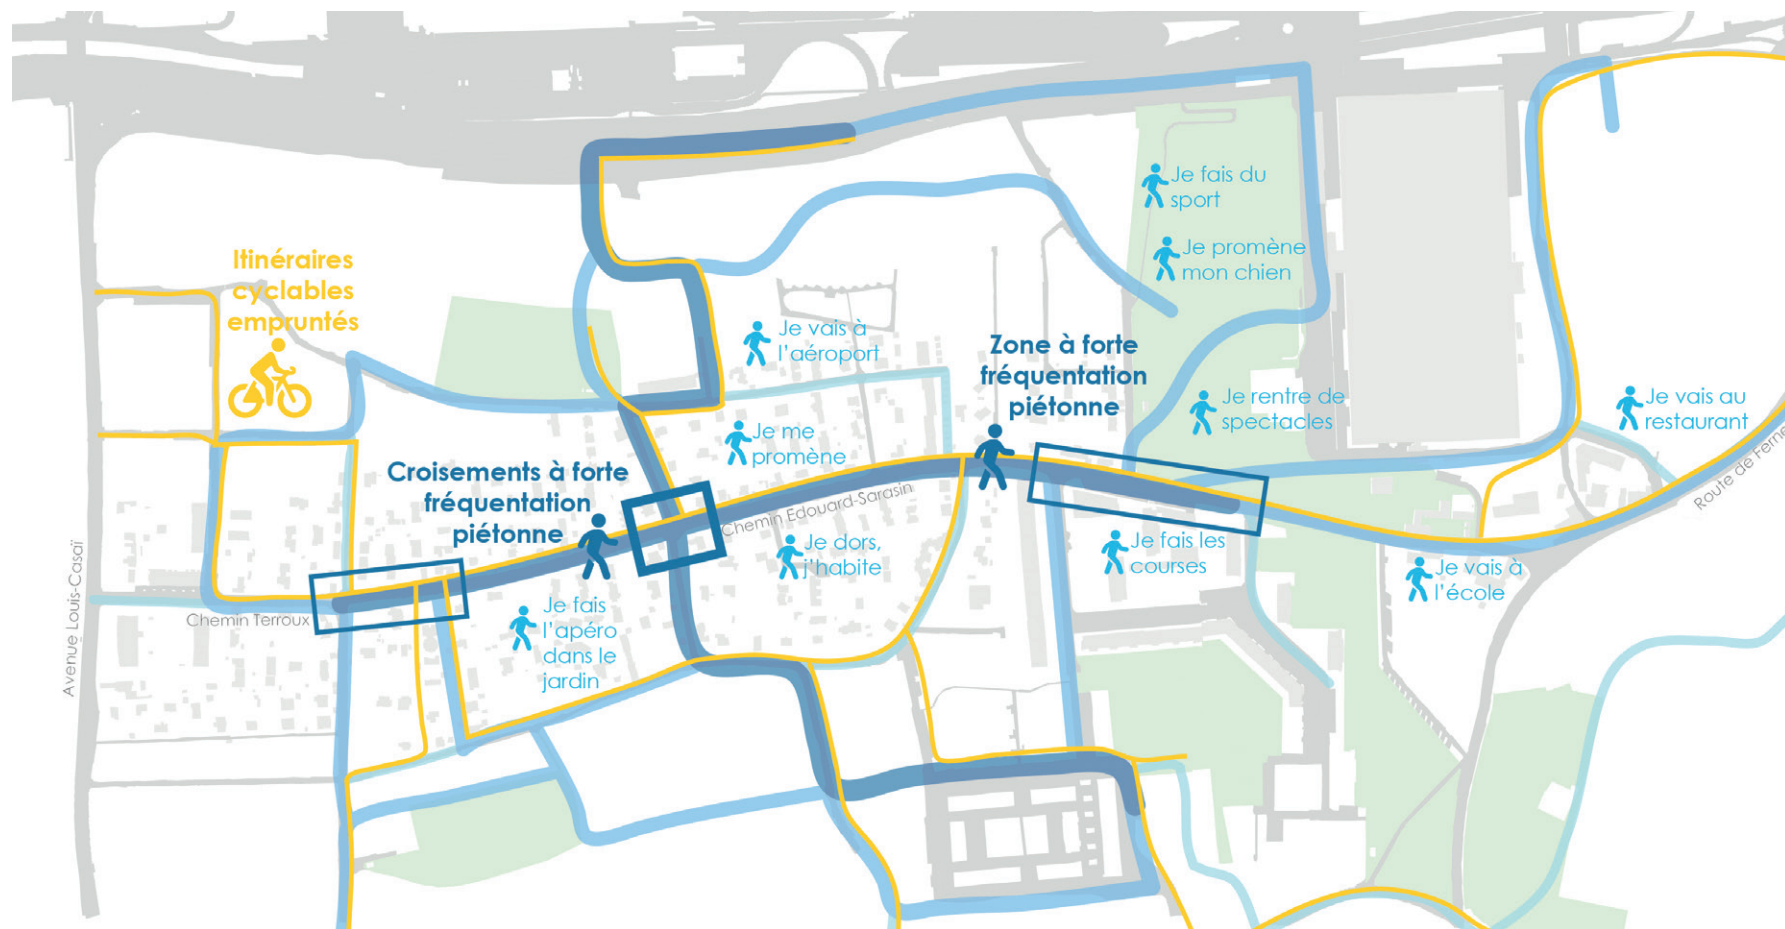 Je fais du
sport
Je promène
mon chien
Itinéraires
cyclables
empruntés
Je vais à
l'aéroport
Zone à forte
fréquentation
piétonne
Je rentre de
spectacles
Je vais au
restaurant
Je me
promène
Croisements à forte
fréquentation
piétonne
Chemin Edouard-Sarasin
Route de Ferne
Je dors,
j'habite
Je fais les
courses
Je vais à
l'école
Je fais
l'apéro
dans le
jardin
Chemin Terroux
Avenue Louis-Casaï